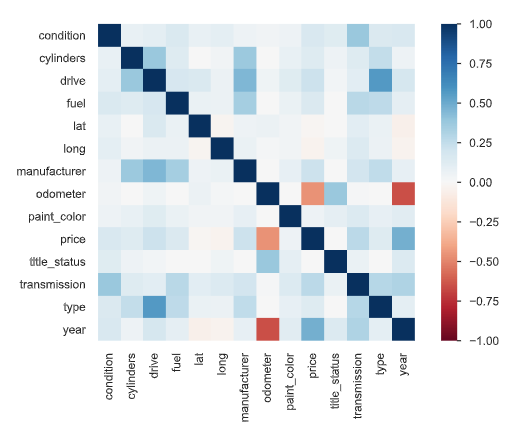 condition
cylinders
drive
fuel
lat
long
manufacturer
odometer
paint_color
price
title_status
transmission
type
year
condition
cylinders
drive
fuel
lat
long
manufacturer
odometer
paint_color
price
title_status
transmission
type
year
1.00
0.75
0.50
0.25
0.00
−0.25
−0.50
−0.75
−1.00